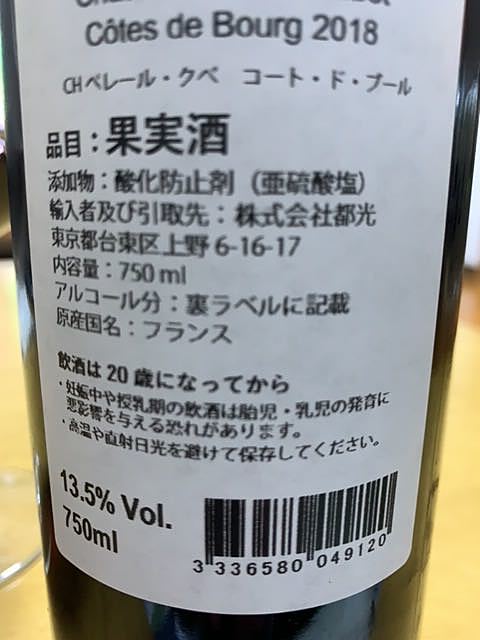 Côtes de Bourg 2018
CHベレール・クベ コート・ド・ブール
品目：果実酒
添加物：酸化防止剤（亜硫酸塩）
輸入者及び引取先：株式会社都光
東京都台東区上野6-16-17
内容量：750 ml
アルコール分：裏ラベルに記載
原産国名：フランス
飲酒は20歳になってから
・妊娠中や授乳期の飲酒は胎児・乳児の発育に
悪影響を与える恐れがあります。
・高温や直射日光を避けて保存してください。
13.5% Vol.
750ml
3 336580 049120